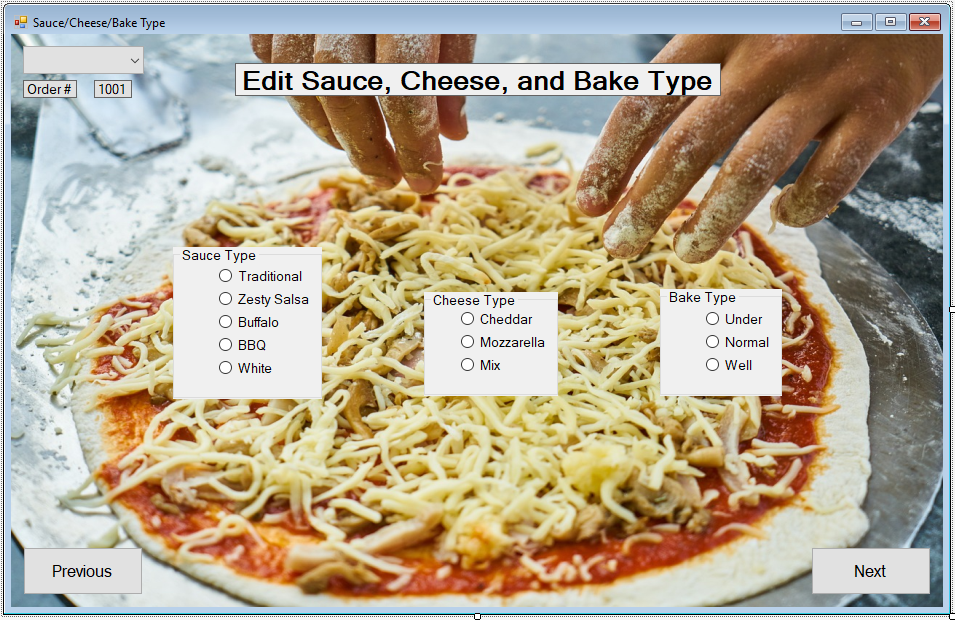 Sauce/Cheese/Bake Type
Edit Sauce, Cheese, and Bake Type
Order # 1001
Sauce Type
Traditional
Zesty Salsa
Buffalo
BBQ
White
Cheese Type
Cheddar
Mozzarella
Mix
Bake Type
Under
Normal
Well
Previous
Next